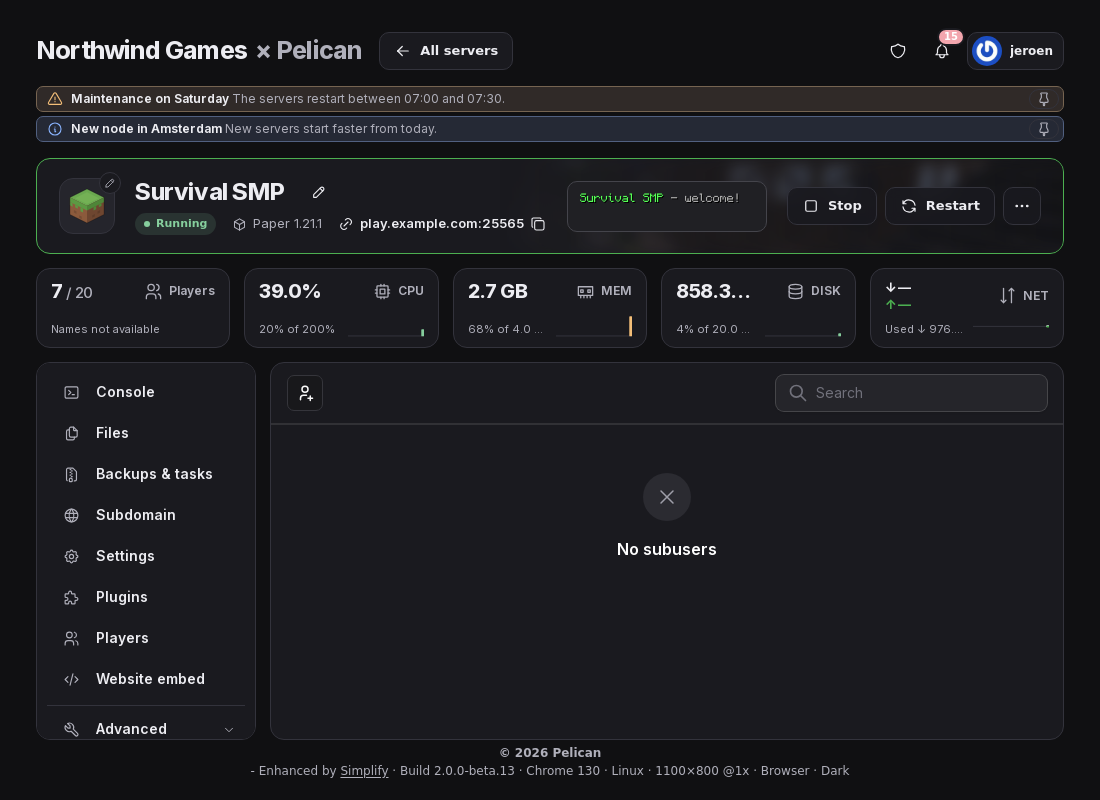 Northwind Games × Pelican
All servers
15
jeroen
Maintenance on Saturday The servers restart between 07:00 and 07:30.
New node in Amsterdam New servers start faster from today.
Survival SMP
Running
Paper 1.21.1
play.example.com:25565
Survival SMP — welcome!
Stop
Restart
7 / 20
Players
Names not available
39.0%
CPU
20% of 200%
2.7 GB
MEM
68% of 4.0 ...
858.3...
DISK
4% of 20.0 ...
↓—
↑—
NET
Used ↓ 976....
Console
Files
Backups & tasks
Subdomain
Settings
Plugins
Players
Website embed
Advanced
Search
No subusers
© 2026 Pelican
- Enhanced by Simplify · Build 2.0.0-beta.13 · Chrome 130 · Linux · 1100×800 @1x · Browser · Dark